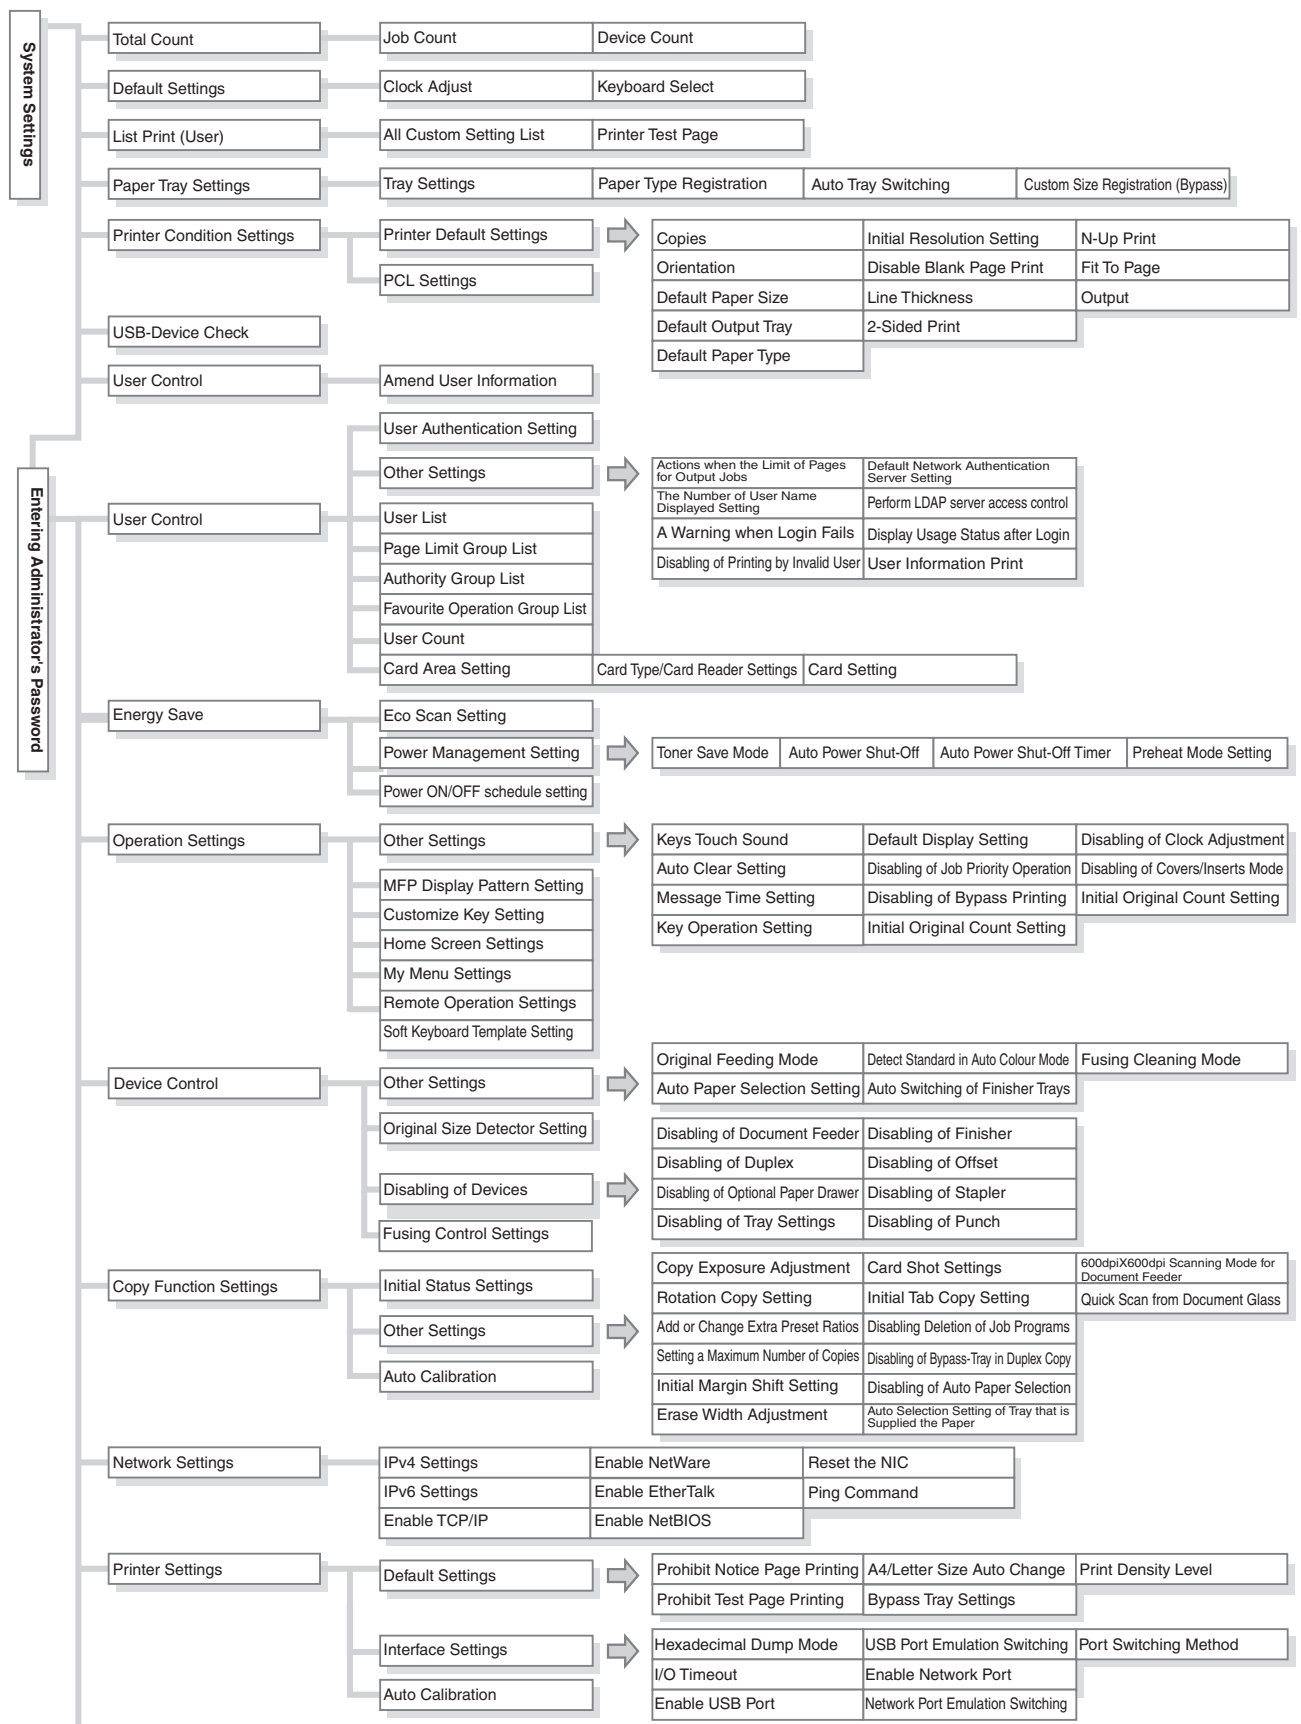 System Settings
Total Count
Job Count
Device Count
Default Settings
Clock Adjust
Keyboard Select
List Print (User)
All Custom Setting List
Printer Test Page
Paper Tray Settings
Tray Settings
Paper Type Registration
Auto Tray Switching
Custom Size Registration (Bypass)
Printer Condition Settings
Printer Default Settings
Copies
Initial Resolution Setting
N-Up Print
Orientation
Disable Blank Page Print
Fit To Page
Default Paper Size
Line Thickness
Output
Default Output Tray
2-Sided Print
Default Paper Type
PCL Settings
USB-Device Check
User Control
Amend User Information
Entering Administrator's Password
User Control
User Authentication Setting
Other Settings
Actions when the Limit of Pages
for Output Jobs
Default Network Authentication
Server Setting
The Number of User Name
Displayed Setting
Perform LDAP server access control
A Warning when Login Fails
Display Usage Status after Login
Disabling of Printing by Invalid User
User Information Print
User List
Page Limit Group List
Authority Group List
Favourite Operation Group List
User Count
Card Area Setting
Card Type/Card Reader Settings
Card Setting
Energy Save
Eco Scan Setting
Power Management Setting
Toner Save Mode
Auto Power Shut-Off
Auto Power Shut-Off Timer
Preheat Mode Setting
Power ON/OFF schedule setting
Operation Settings
Other Settings
Keys Touch Sound
Default Display Setting
Disabling of Clock Adjustment
Auto Clear Setting
Disabling of Job Priority Operation
Disabling of Covers/Inserts Mode
Message Time Setting
Disabling of Bypass Printing
Initial Original Count Setting
Key Operation Setting
Initial Original Count Setting
MFP Display Pattern Setting
Customize Key Setting
Home Screen Settings
My Menu Settings
Remote Operation Settings
Soft Keyboard Template Setting
Device Control
Other Settings
Original Feeding Mode
Detect Standard in Auto Colour Mode
Fusing Cleaning Mode
Auto Paper Selection Setting
Auto Switching of Finisher Trays
Original Size Detector Setting
Disabling of Devices
Disabling of Document Feeder
Disabling of Finisher
Disabling of Duplex
Disabling of Offset
Disabling of Optional Paper Drawer
Disabling of Stapler
Disabling of Tray Settings
Disabling of Punch
Fusing Control Settings
Copy Function Settings
Initial Status Settings
Other Settings
Copy Exposure Adjustment
Card Shot Settings
600dpiX600dpi Scanning Mode for
Document Feeder
Rotation Copy Setting
Initial Tab Copy Setting
Quick Scan from Document Glass
Add or Change Extra Preset Ratios
Disabling Deletion of Job Programs
Setting a Maximum Number of Copies
Disabling of Bypass-Tray in Duplex Copy
Initial Margin Shift Setting
Disabling of Auto Paper Selection
Erase Width Adjustment
Auto Selection Setting of Tray that is
Supplied the Paper
Auto Calibration
Network Settings
IPv4 Settings
Enable NetWare
Reset the NIC
IPv6 Settings
Enable EtherTalk
Ping Command
Enable TCP/IP
Enable NetBIOS
Printer Settings
Default Settings
Prohibit Notice Page Printing
A4/Letter Size Auto Change
Print Density Level
Prohibit Test Page Printing
Bypass Tray Settings
Interface Settings
Hexadecimal Dump Mode
USB Port Emulation Switching
Port Switching Method
I/O Timeout
Enable Network Port
Enable USB Port
Network Port Emulation Switching
Auto Calibration